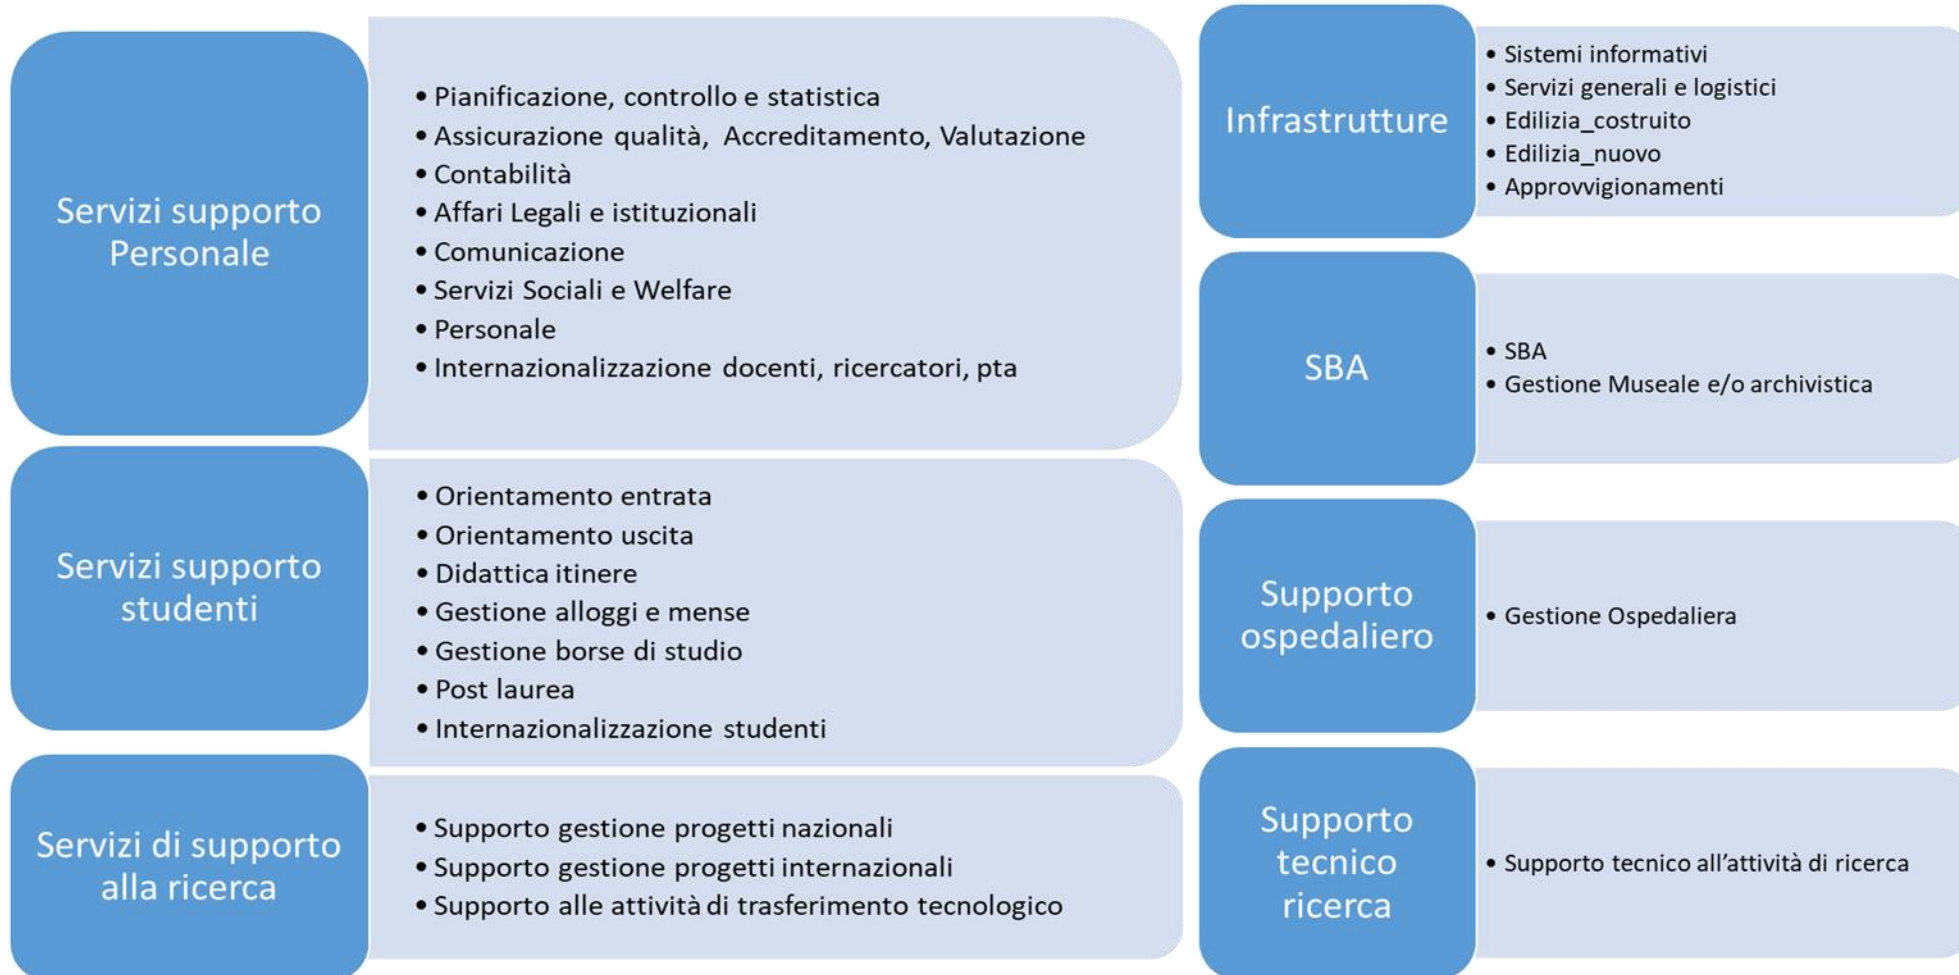 Servizi supporto
Personale
• Pianificazione, controllo e statistica
• Assicurazione qualità, Accreditamento, Valutazione
• Contabilità
• Affari Legali e istituzionali
• Comunicazione
• Servizi Sociali e Welfare
• Personale
• Internazionalizzazione docenti, ricercatori, pta
Servizi supporto
studenti
• Orientamento entrata
• Orientamento uscita
• Didattica itinere
• Gestione alloggi e mense
• Gestione borse di studio
• Post laurea
• Internazionalizzazione studenti
Servizi di supporto
alla ricerca
• Supporto gestione progetti nazionali
• Supporto gestione progetti internazionali
• Supporto alle attività di trasferimento tecnologico
Infrastrutture
• Sistemi informativi
• Servizi generali e logistici
• Edilizia_costruito
• Edilizia_nuovo
• Approvvigionamenti
SBA
• SBA
• Gestione Museale e/o archivistica
Supporto
ospedaliero
• Gestione Ospedaliera
Supporto
tecnico
ricerca
• Supporto tecnico all’attività di ricerca